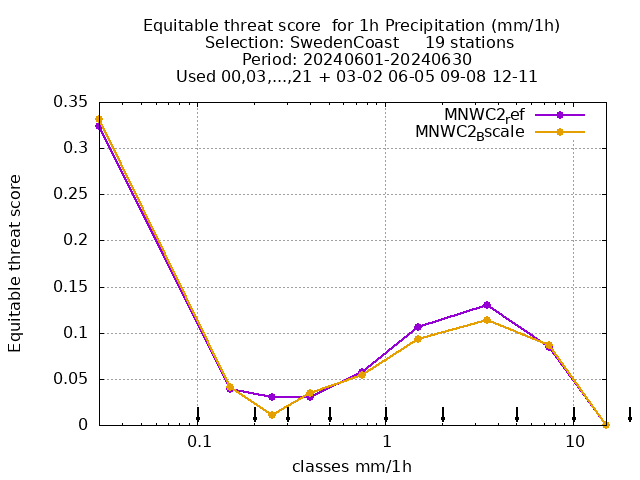 Equitable threat score  for 1h Precipitation (mm/1h)
Selection: SwedenCoast     19 stations
Period: 20240601-20240630
Used 00,03,...,21 + 03-02 06-05 09-08 12-11
MNWC2ref
MNWC2Bscale
Equitable threat score
0.35
0.3
0.25
0.2
0.15
0.1
0.05
0
0.1
1
10
classes mm/1h